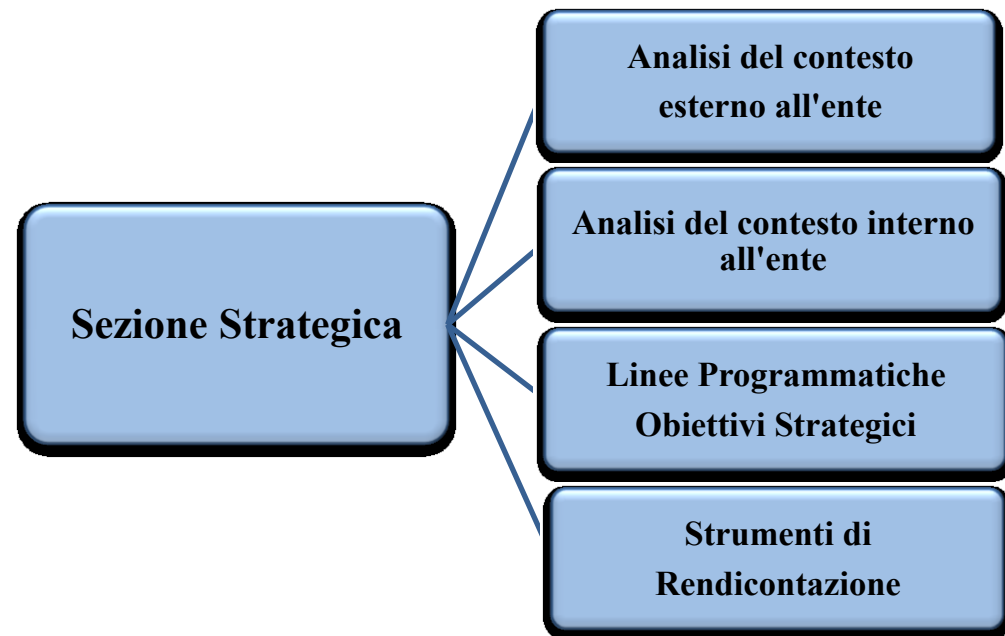 Sezione Strategica
Analisi del contesto
esterno all'ente
Analisi del contesto interno
all'ente
Linee Programmatiche
Obiettivi Strategici
Strumenti di
Rendicontazione